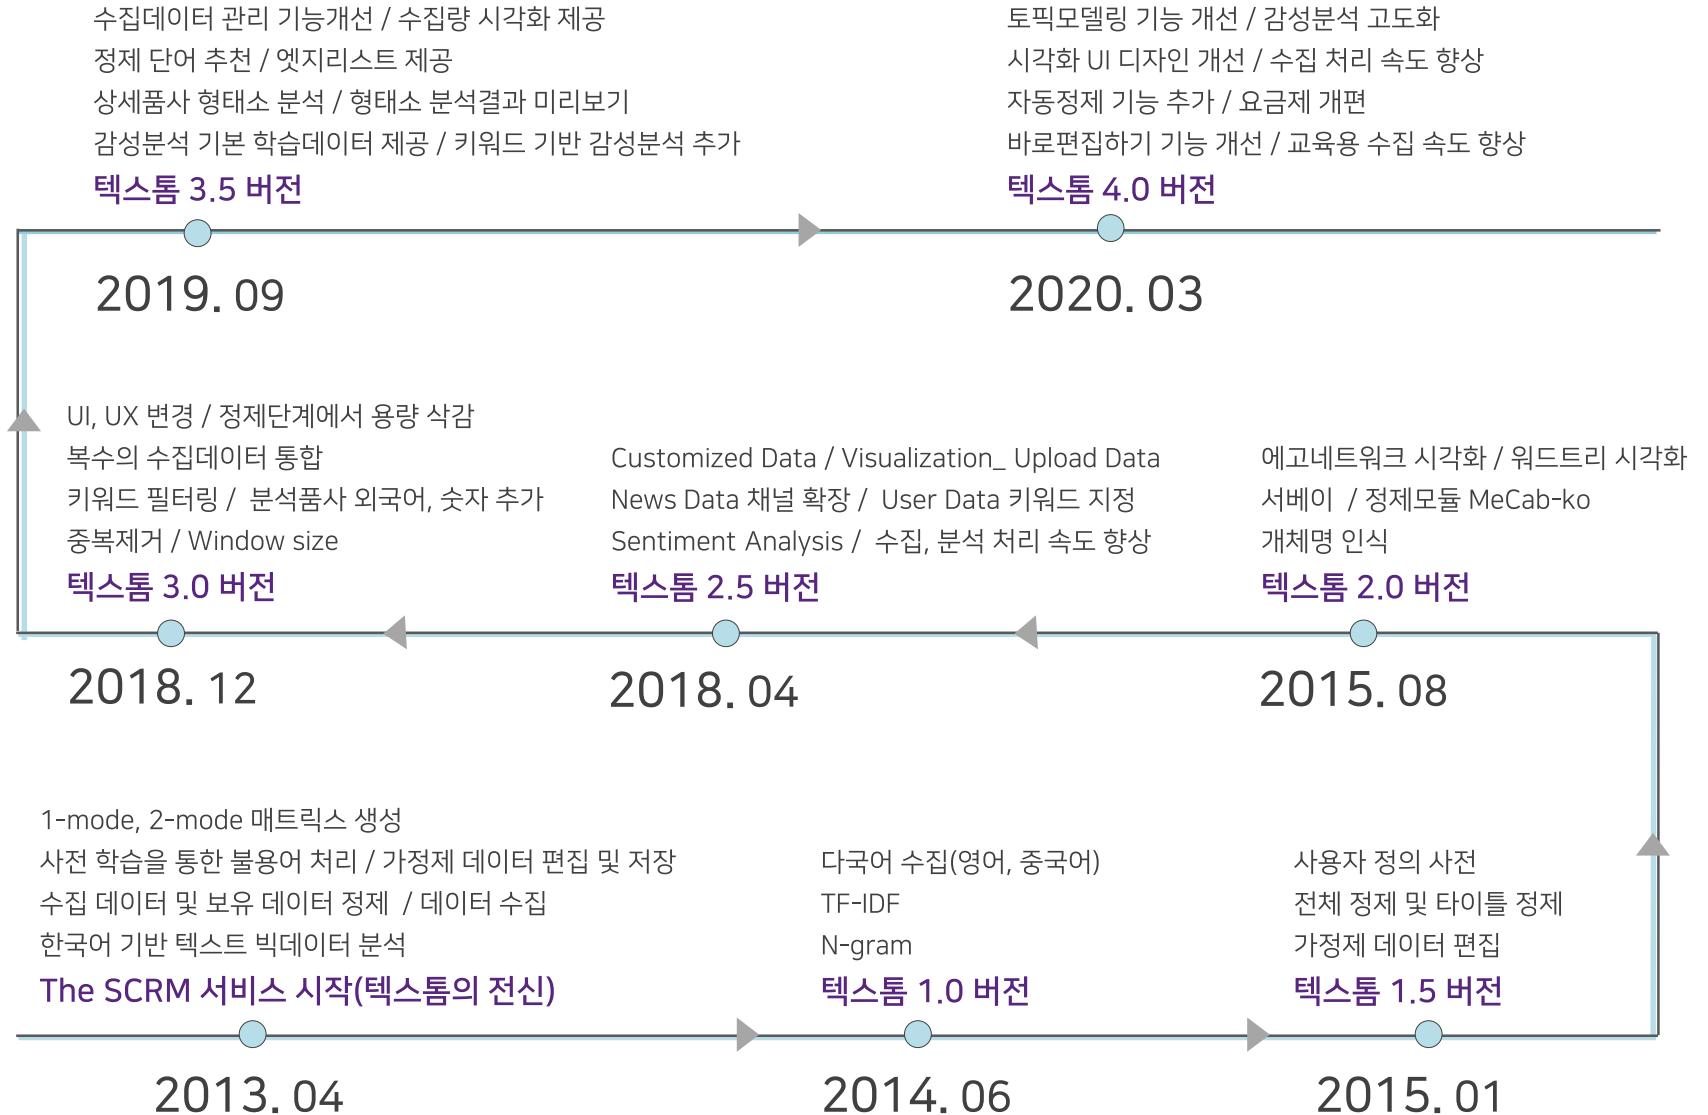 수집데이터 관리 기능개선 / 수집량 시각화 제공
정제 단어 추천 / 엣지리스트 제공
상세품사 형태소 분석 / 형태소 분석결과 미리보기
감성분석 기본 학습데이터 제공 / 키워드 기반 감성분석 추가
텍스톰 3.5 버전
2019. 09
토픽모델링 기능 개선 / 감성분석 고도화
시각화 UI 디자인 개선 / 수집 처리 속도 향상
자동정제 기능 추가 / 요금제 개편
바로편집하기 기능 개선 / 교육용 수집 속도 향상
텍스톰 4.0 버전
2020. 03
UI, UX 변경 / 정제단계에서 용량 삭감
복수의 수집데이터 통합
키워드 필터링 / 분석품사 외국어, 숫자 추가
중복제거 / Window size
텍스톰 3.0 버전
2018. 12
Customized Data / Visualization_ Upload Data
News Data 채널 확장 / User Data 키워드 지정
Sentiment Analysis / 수집, 분석 처리 속도 향상
텍스톰 2.5 버전
2018. 04
에고네트워크 시각화 / 워드트리 시각화
서베이 / 정제모듈 MeCab-ko
개체명 인식
텍스톰 2.0 버전
2015. 08
1-mode, 2-mode 매트릭스 생성
사전 학습을 통한 불용어 처리 / 가정제 데이터 편집 및 저장
수집 데이터 및 보유 데이터 정제 / 데이터 수집
한국어 기반 텍스트 빅데이터 분석
The SCRM 서비스 시작(텍스톰의 전신)
2013. 04
다국어 수집(영어, 중국어)
TF-IDF
N-gram
텍스톰 1.0 버전
2014. 06
사용자 정의 사전
전체 정제 및 타이틀 정제
가정제 데이터 편집
텍스톰 1.5 버전
2015. 01